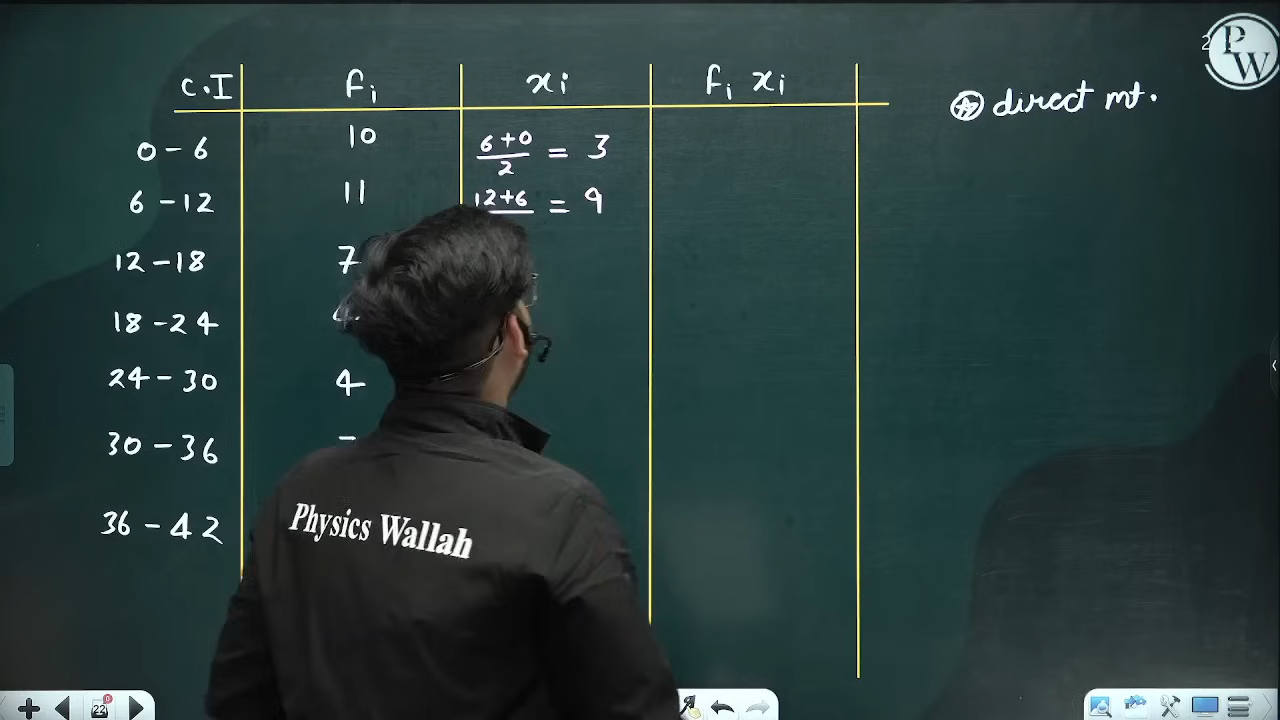 C.I fi xi fi xi
direct mt.
0 - 6 10 6+0/2 = 3
6 - 12 11 12+6 = 9
12 - 18 7
18 - 24
24 - 30 4
30 - 36
36 - 42
Physics Wallah
PW
22